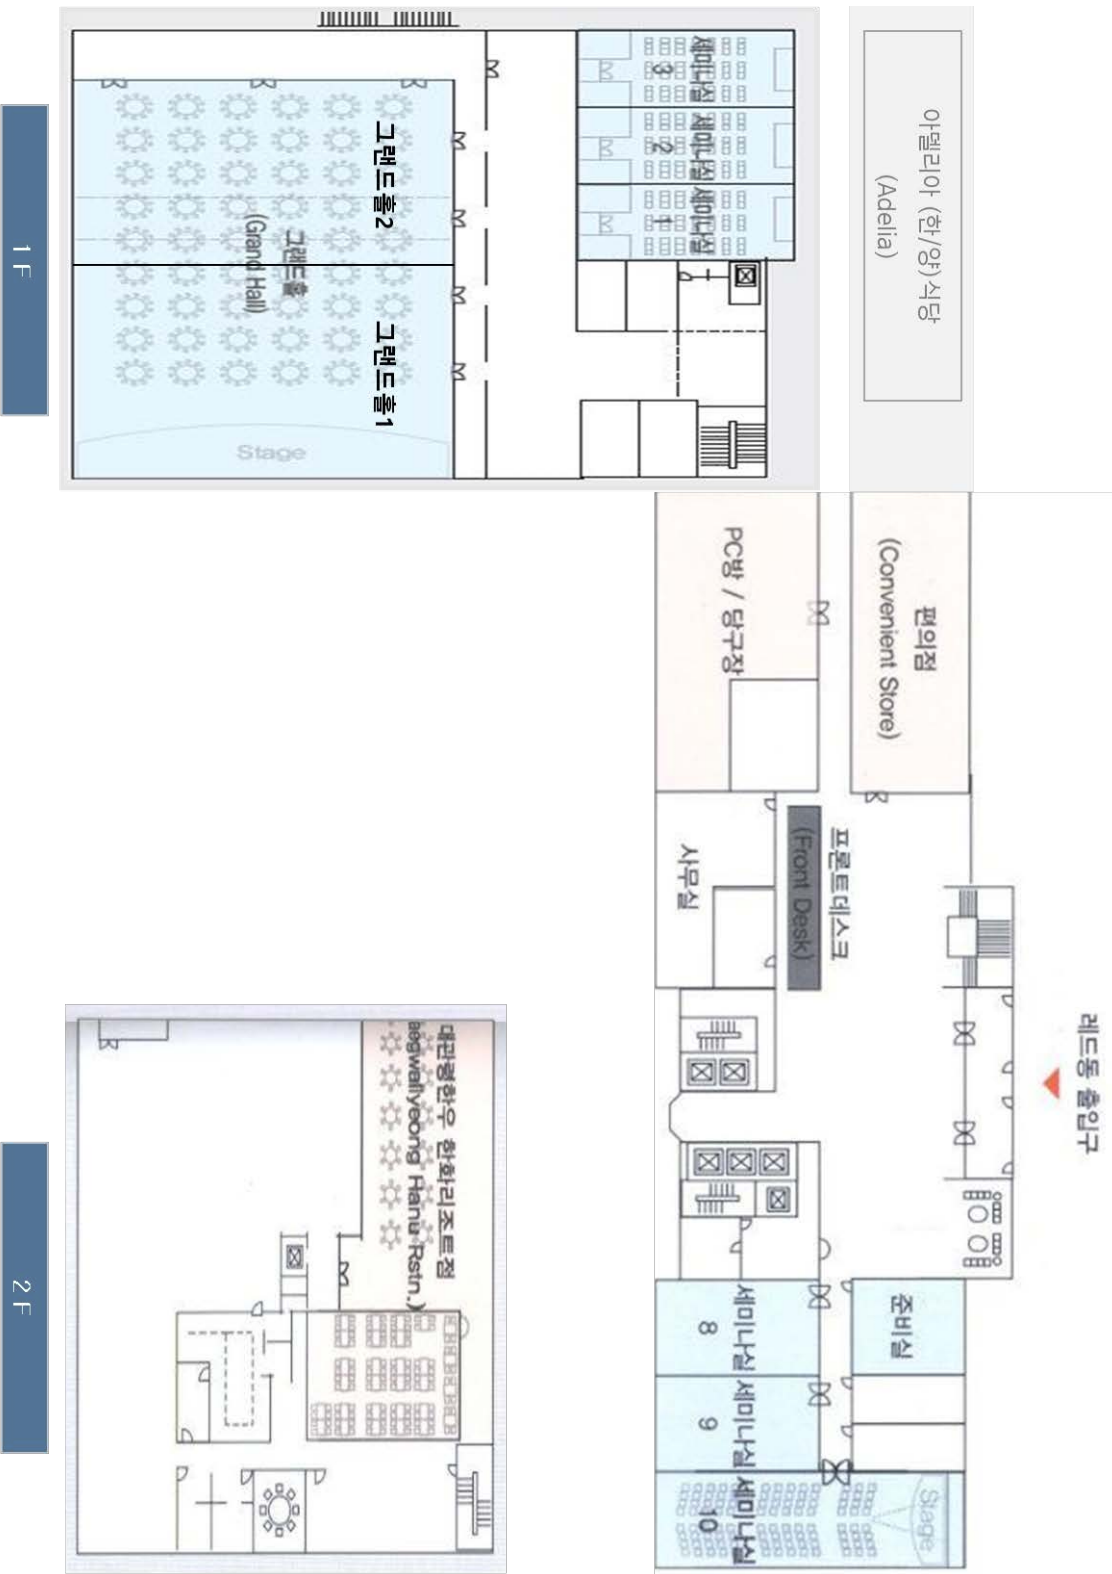 1 F
그랜드홀2
그랜드홀
(Grand Hall)
그랜드홀1
Stage
세미나실
3
세미나실
2
세미나실
1
아델리아 (한/양)식당
(Adelia)
PC방 / 당구장
편의점
(Convenient Store)
사무실
프론트데스크
(Front Desk)
레드동 출입구
세미나실
8
준비실
세미나실
9
세미나실
10
Stage
2 F
대관령한우 한화리조트점
aegwallyeong Hanu Rstn.)